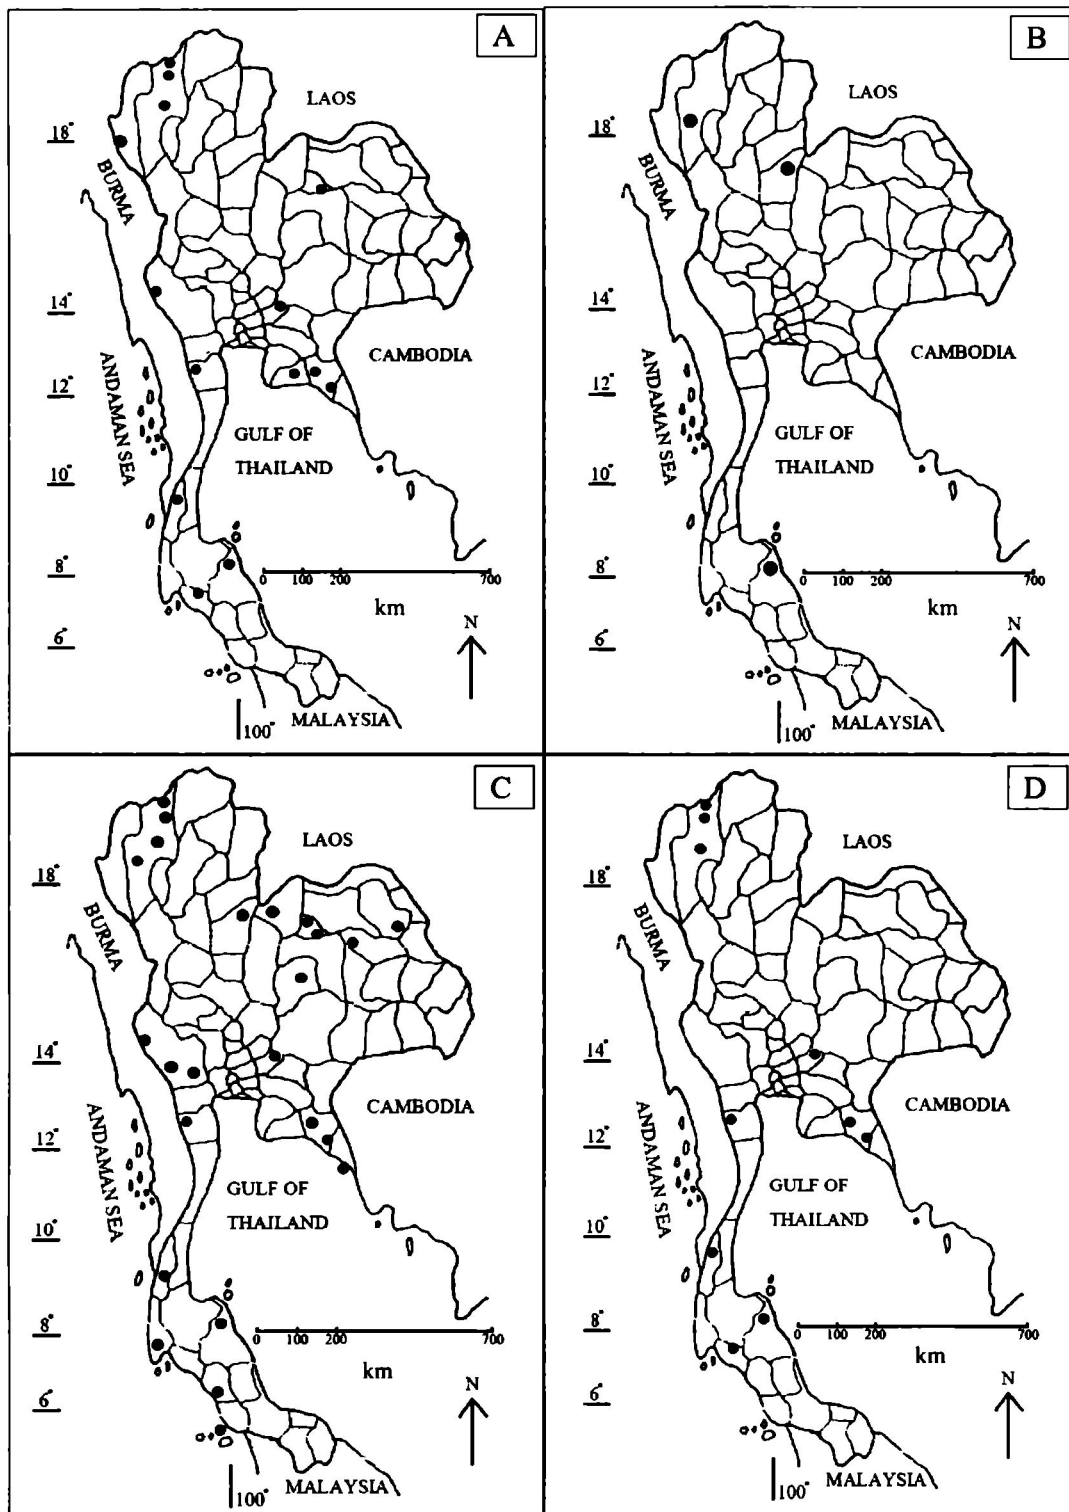 A
LAOS
18°
BURMA
14°
CAMBODIA
12°
ANDAMAN SEA
GULF OF
THAILAND
10°
8°
0 100 200 700
km
6°
N
100°
MALAYSIA
B
LAOS
18°
BURMA
14°
CAMBODIA
12°
ANDAMAN SEA
GULF OF
THAILAND
10°
8°
0 100 200 700
km
6°
N
100°
MALAYSIA
C
LAOS
18°
BURMA
14°
CAMBODIA
12°
ANDAMAN SEA
GULF OF
THAILAND
10°
8°
0 100 200 700
km
6°
N
100°
MALAYSIA
D
LAOS
18°
BURMA
14°
CAMBODIA
12°
ANDAMAN SEA
GULF OF
THAILAND
10°
8°
0 100 200 700
km
6°
N
100°
MALAYSIA